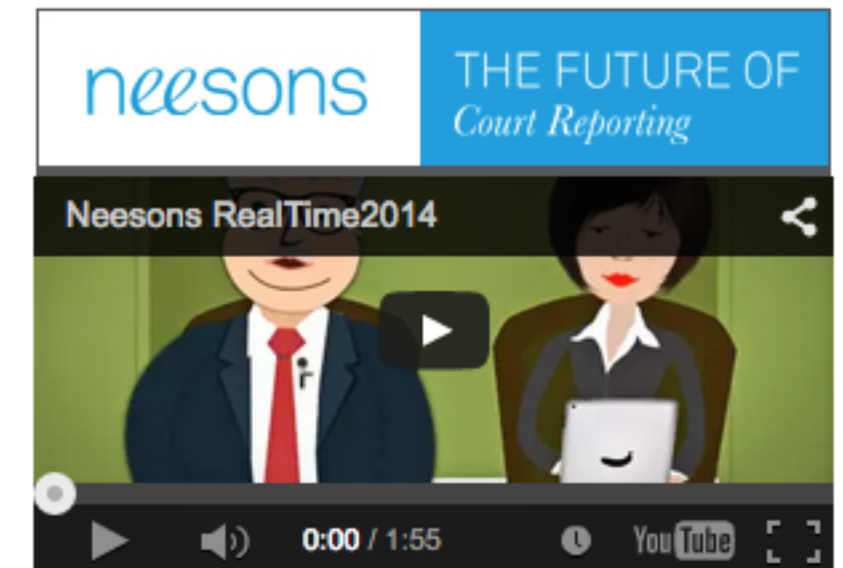 neesons
THE FUTURE OF
Court Reporting
Neesons RealTime2014
0:00 / 1:55
YouTube